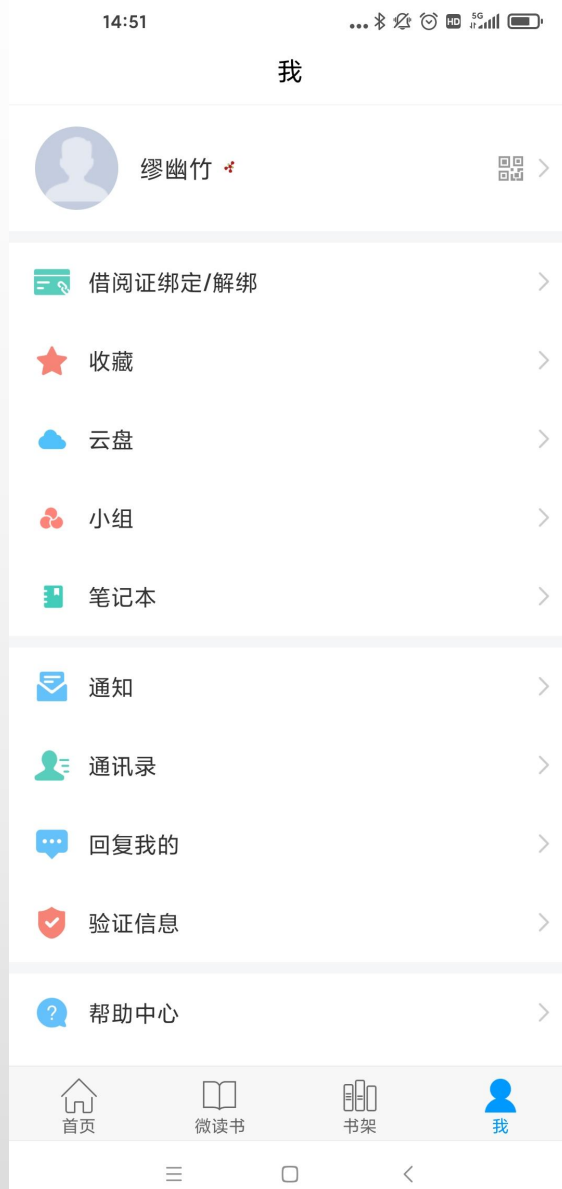 14:51
HD 5G
我
缪幽竹
借阅证绑定/解绑
收藏
云盘
小组
笔记本
通知
通讯录
回复我的
验证信息
帮助中心
首页 微读书 书架 我